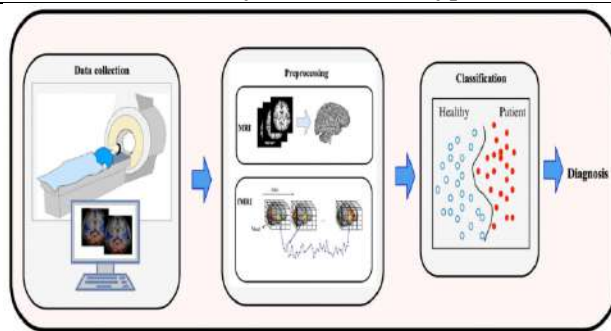 Data collection
Preprocessing
MRI
fMRI
Classification
Healthy Patient
Diagnosis